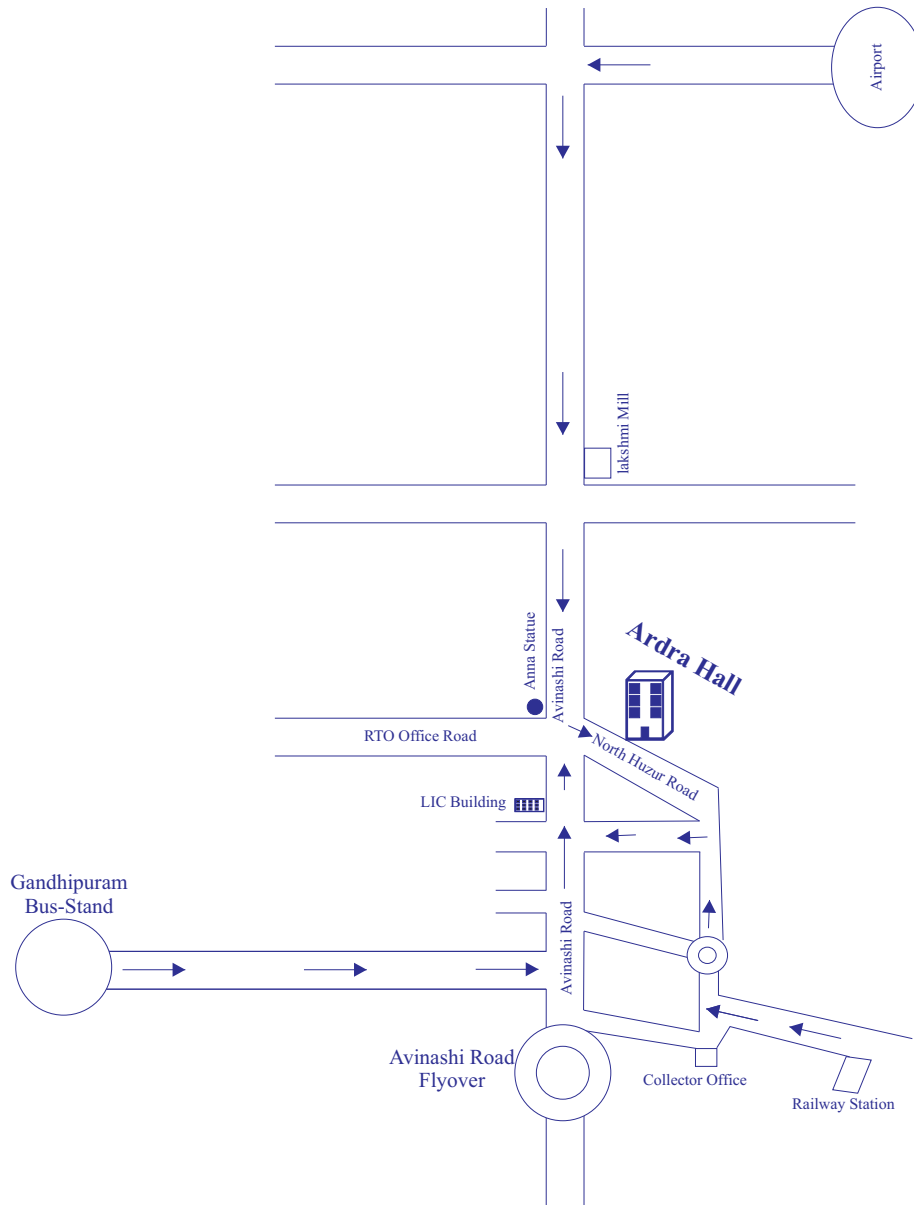 Airport
lakshmi Mill
Anna Statue
Avinashi Road
Ardra Hall
RTO Office Road
North Huzur Road
LIC Building
Gandhipuram
Bus-Stand
Avinashi Road
Avinashi Road
Flyover
Collector Office
Railway Station